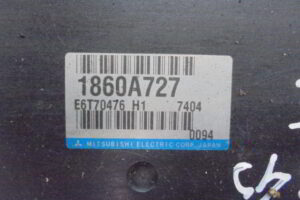 1860A727
E6T70476 H1 7404
0094
MITSUBISHI ELECTRIC CORP. JAPAN